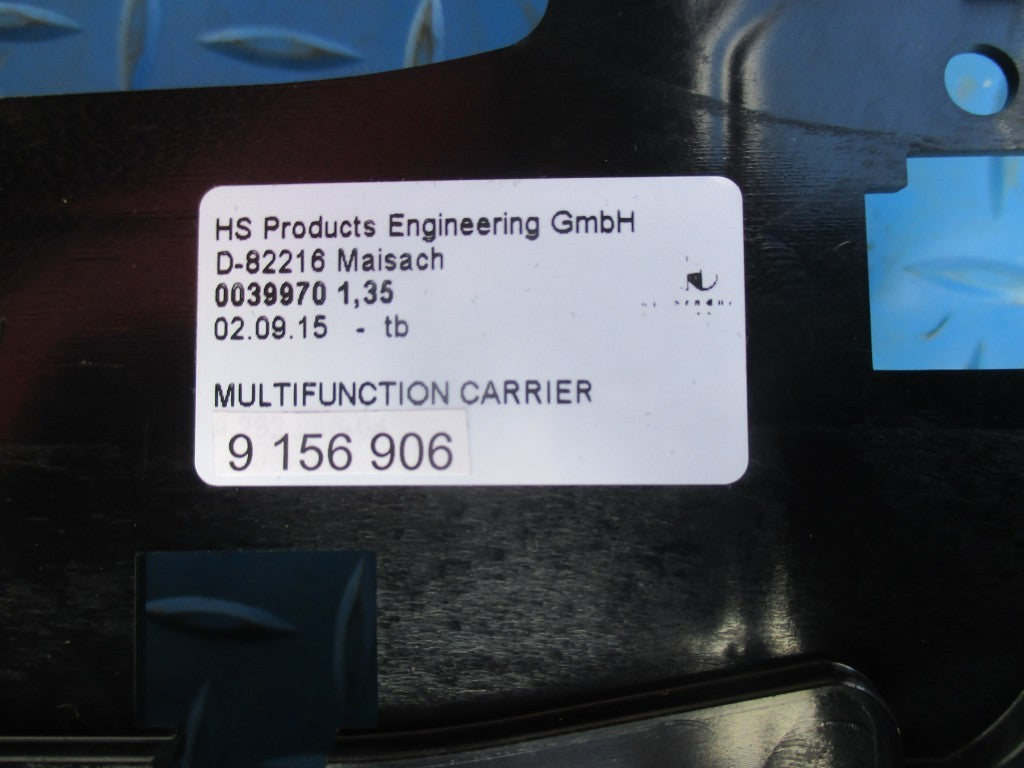 HS Products Engineering GmbH
D-82216 Maisach
0039970 1,35
02.09.15 - tb
MULTIFUNCTION CARRIER
9 156 906